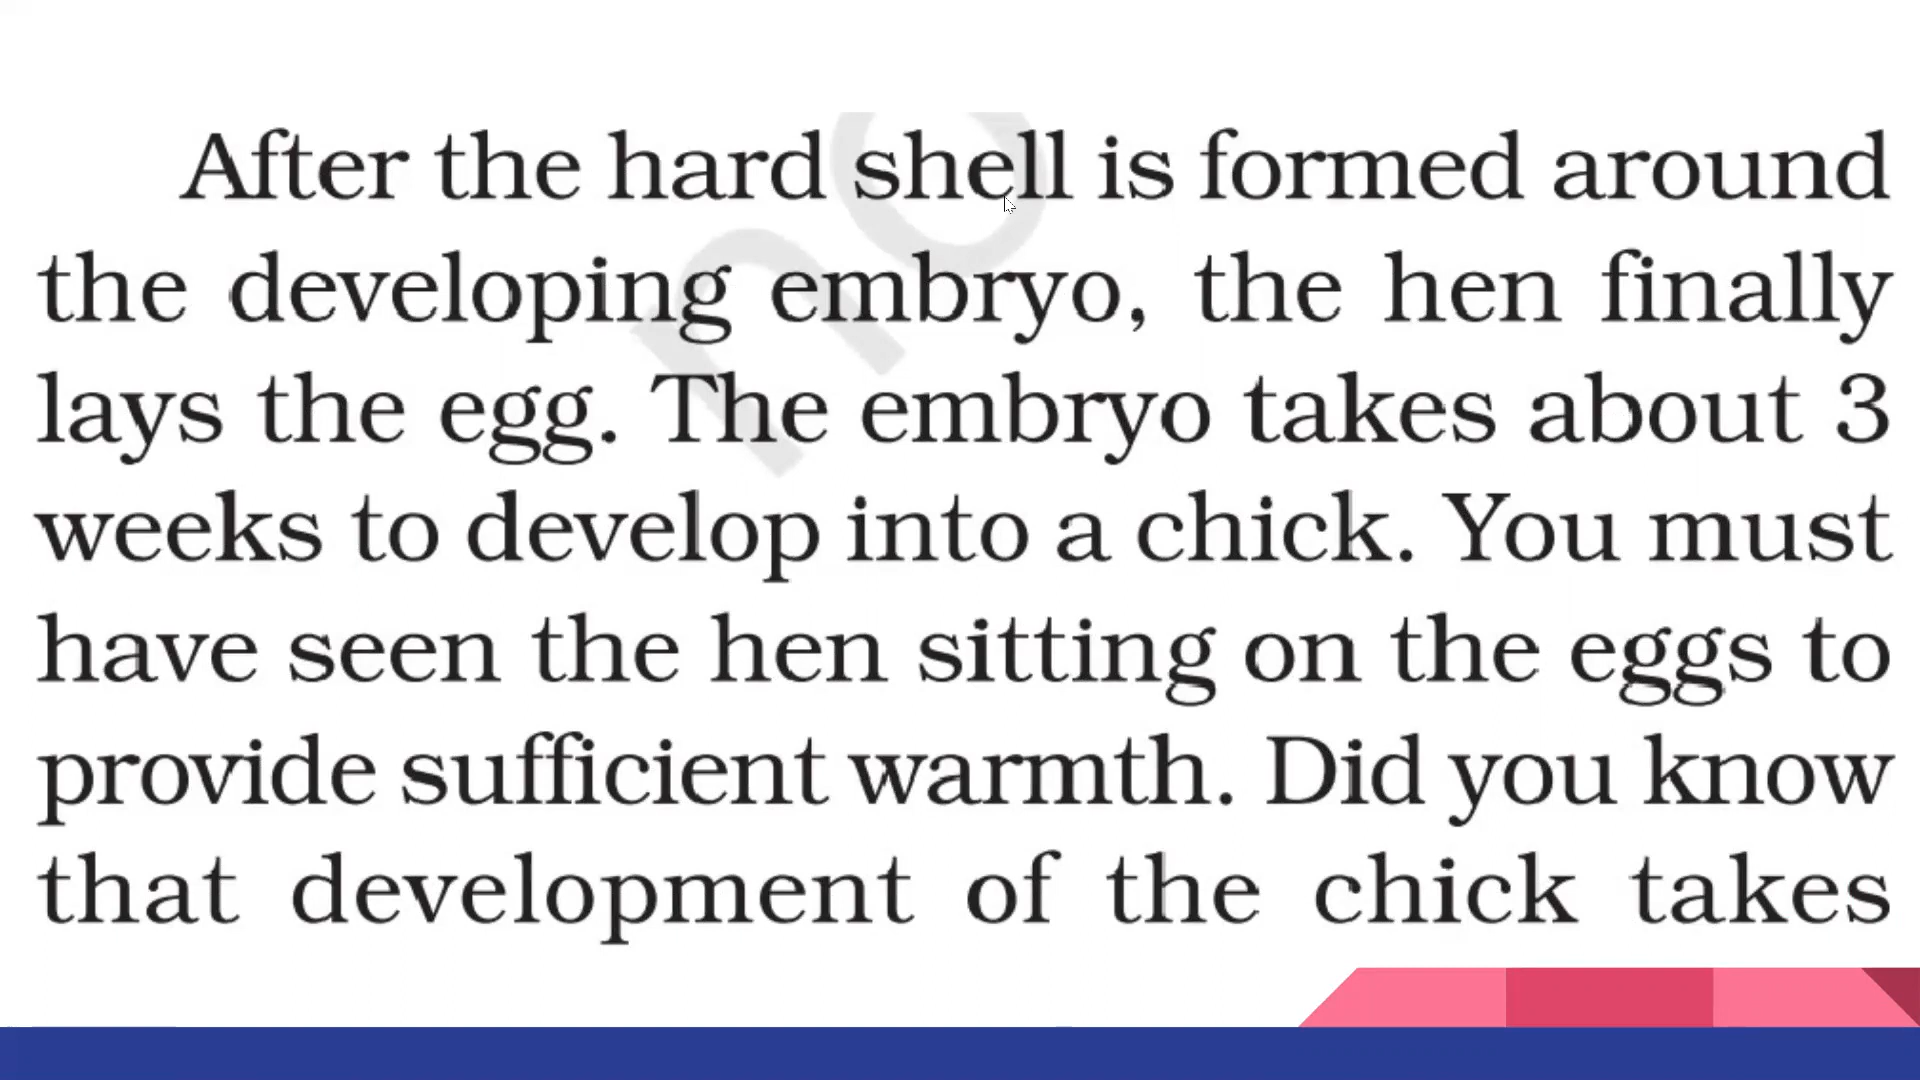 After the hard shell is formed around
the developing embryo, the hen finally
lays the egg. The embryo takes about 3
weeks to develop into a chick. You must
have seen the hen sitting on the eggs to
provide sufficient warmth. Did you know
that development of the chick takes